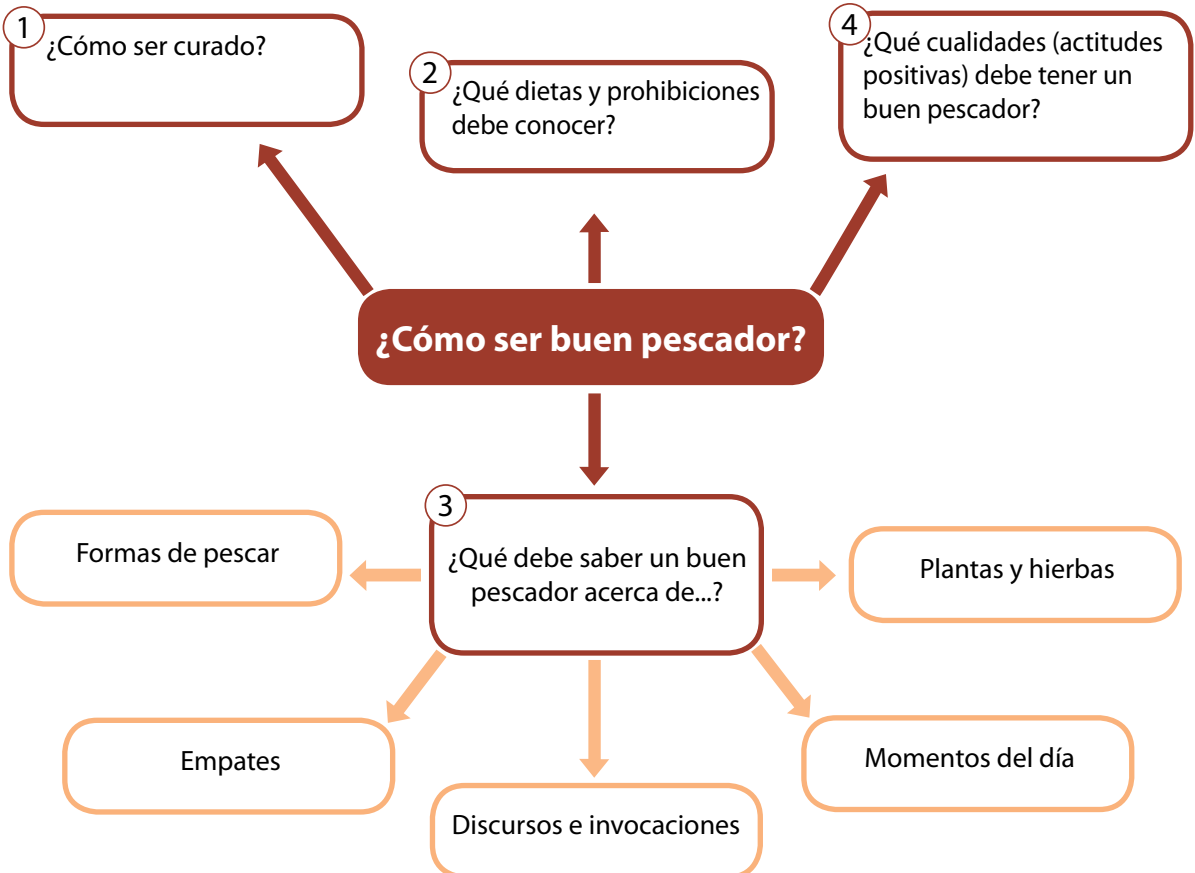 1
¿Cómo ser curado?
2
¿Qué dietas y prohibiciones
debe conocer?
4
¿Qué cualidades (actitudes
positivas) debe tener un
buen pescador?
¿Cómo ser buen pescador?
3
¿Qué debe saber un buen
pescador acerca de...?
Formas de pescar
Plantas y hierbas
Empates
Momentos del día
Discursos e invocaciones